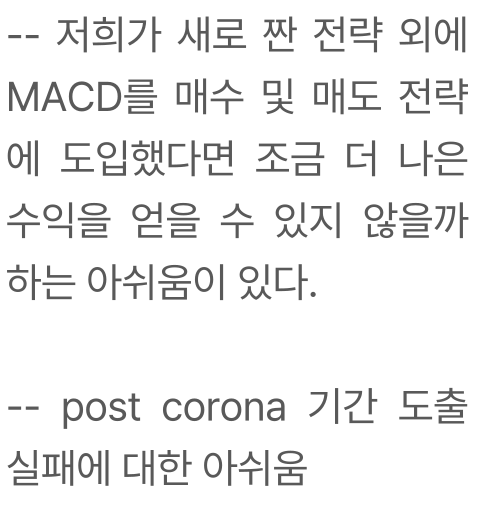 -- 저희가 새로 짠 전략 외에
MACD를 매수 및 매도 전략
에 도입했다면 조금 더 나은
수익을 얻을 수 있지 않을까
하는 아쉬움이 있다.
-- post corona 기간 도출
실패에 대한 아쉬움